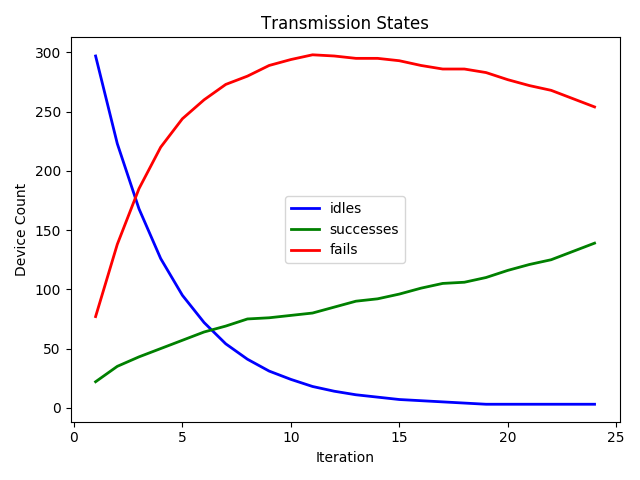 Transmission States
300
250
200
150
100
50
0
Device Count
idles
successes
fails
0 5 10 15 20 25
Iteration